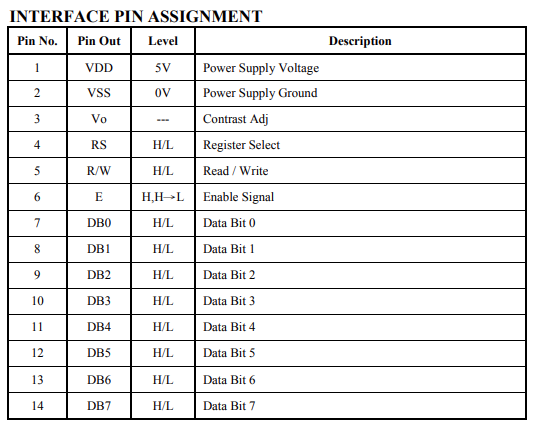 INTERFACE PIN ASSIGNMENT
Pin No. Pin Out Level Description
1 VDD 5V Power Supply Voltage
2 VSS 0V Power Supply Ground
3 Vo --- Contrast Adj
4 RS H/L Register Select
5 R/W H/L Read / Write
6 E H,H→L Enable Signal
7 DB0 H/L Data Bit 0
8 DB1 H/L Data Bit 1
9 DB2 H/L Data Bit 2
10 DB3 H/L Data Bit 3
11 DB4 H/L Data Bit 4
12 DB5 H/L Data Bit 5
13 DB6 H/L Data Bit 6
14 DB7 H/L Data Bit 7